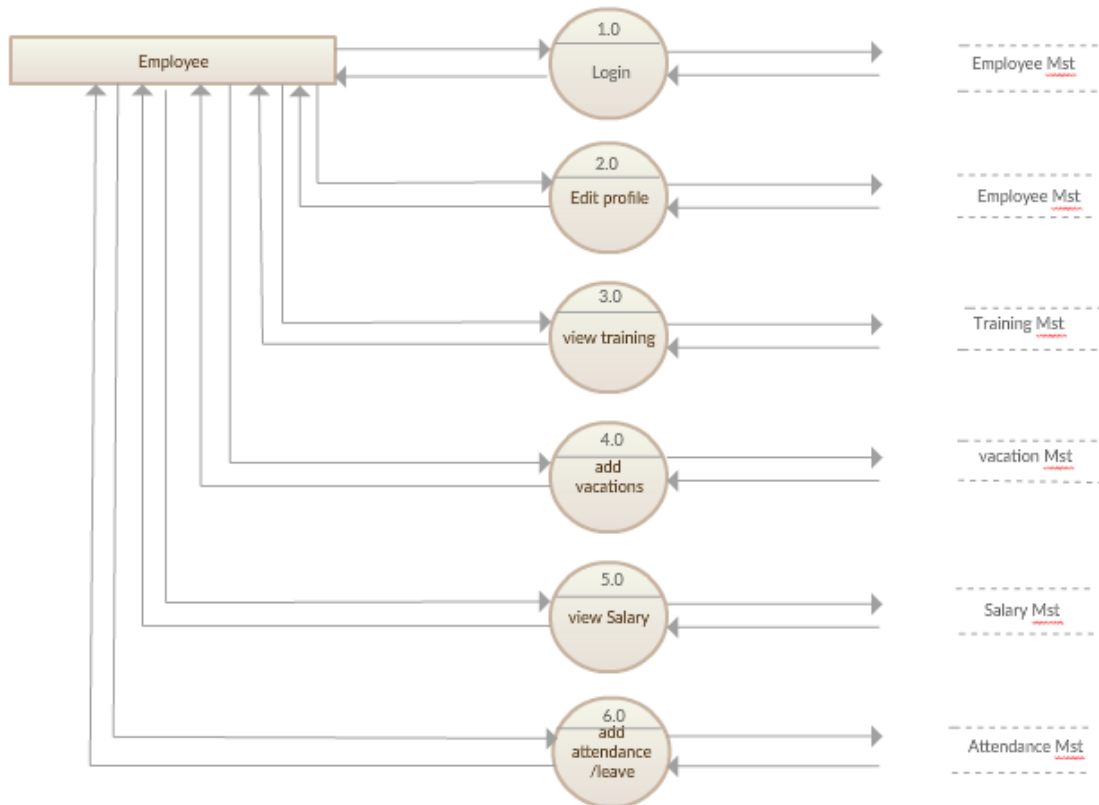 Employee
1.0
Login
Employee Mst
2.0
Edit profile
Employee Mst
3.0
view training
Training Mst
4.0
add
vacations
vacation Mst
5.0
view Salary
Salary Mst
6.0
add
attendance
/leave
Attendance Mst